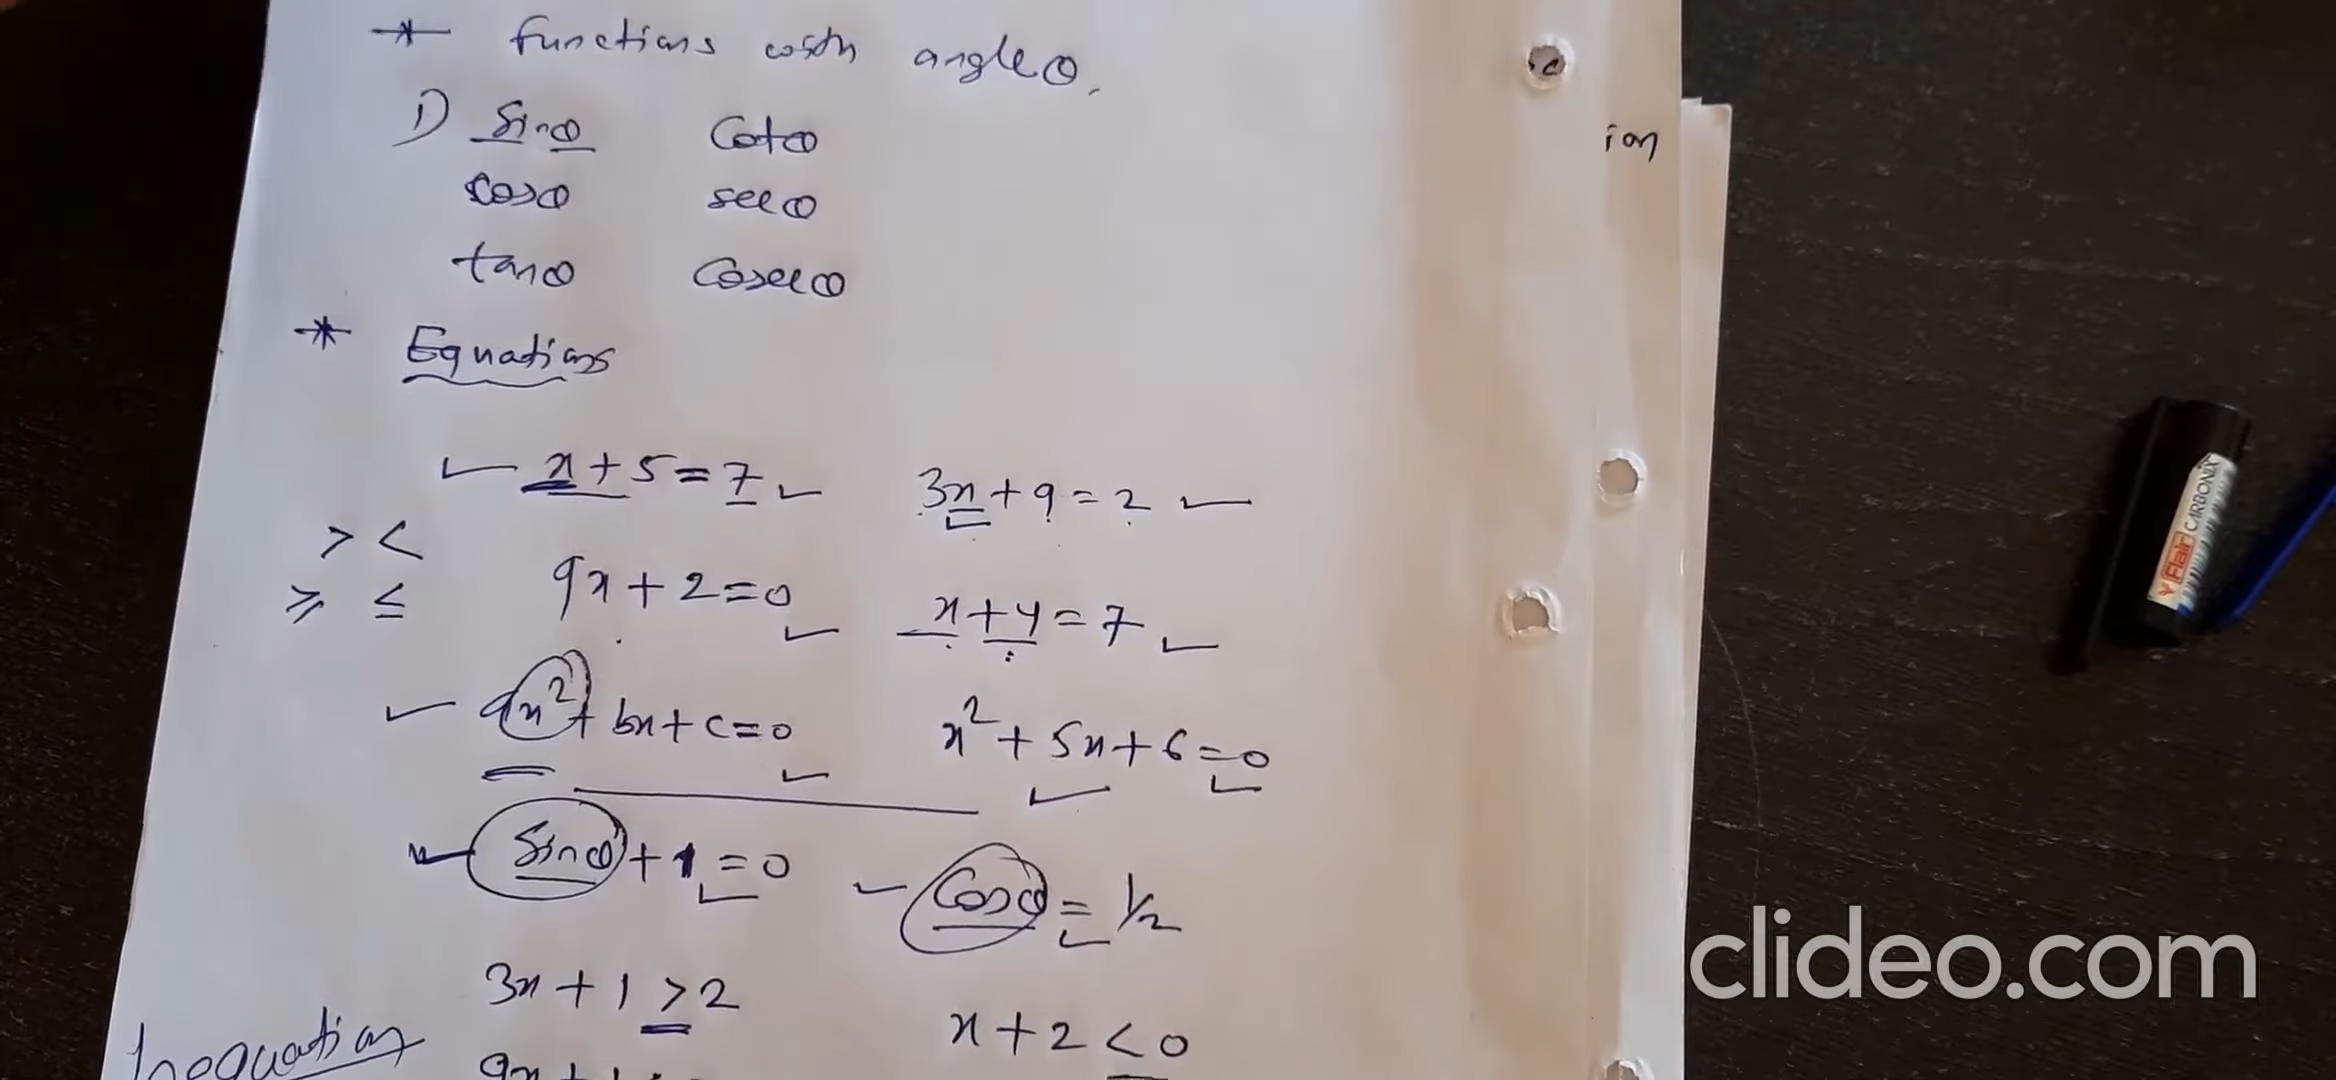 * Functions with angle θ.
1) Sinθ Cotθ
cosθ secθ
tanθ Cosecθ
* Equations
x + 5 = 7 3x + 9 = 2
> <
9x + 2 = 0 x + y = 7
≥ ≤
ax² + bx + c = 0 x² + 5x + 6 = 0
Sinθ + 1 = 0 Cosθ = 1/2
3x + 1 > 2 x + 2 < 0
Inequation
ion
Flair CARBONIX
clideo.com